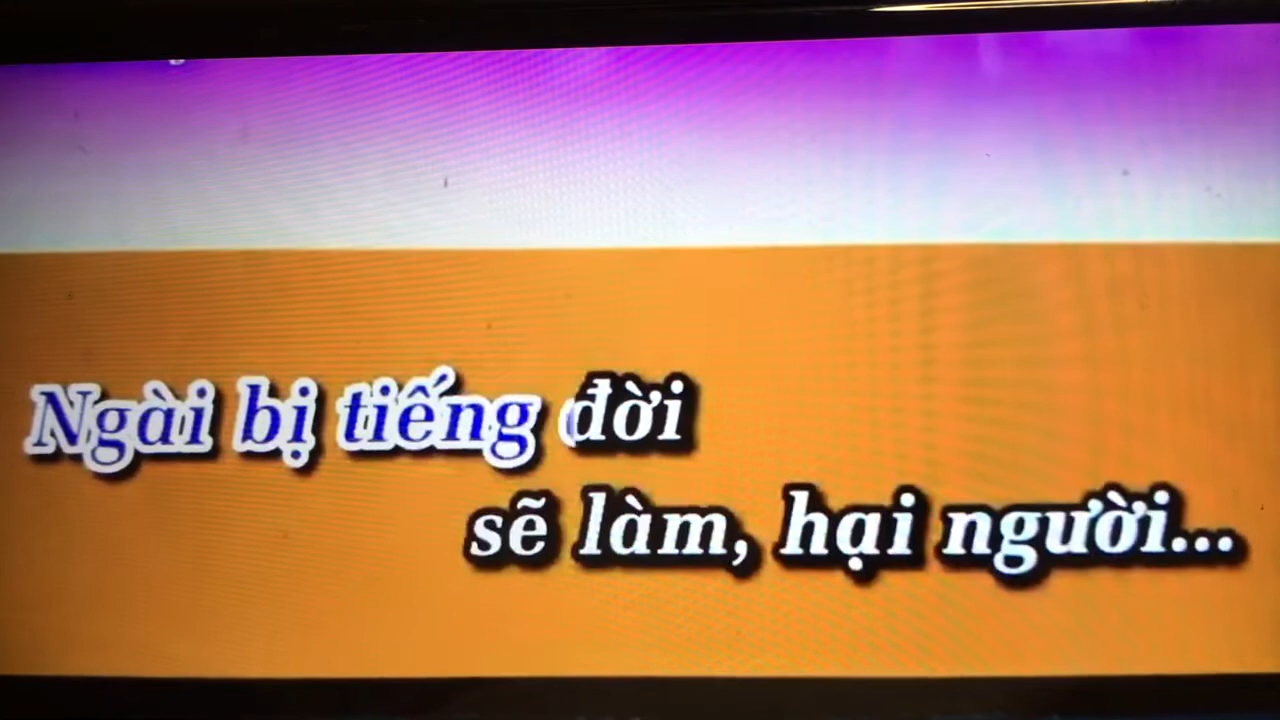 Ngài bị tiếng đời
sẽ làm, hại người...